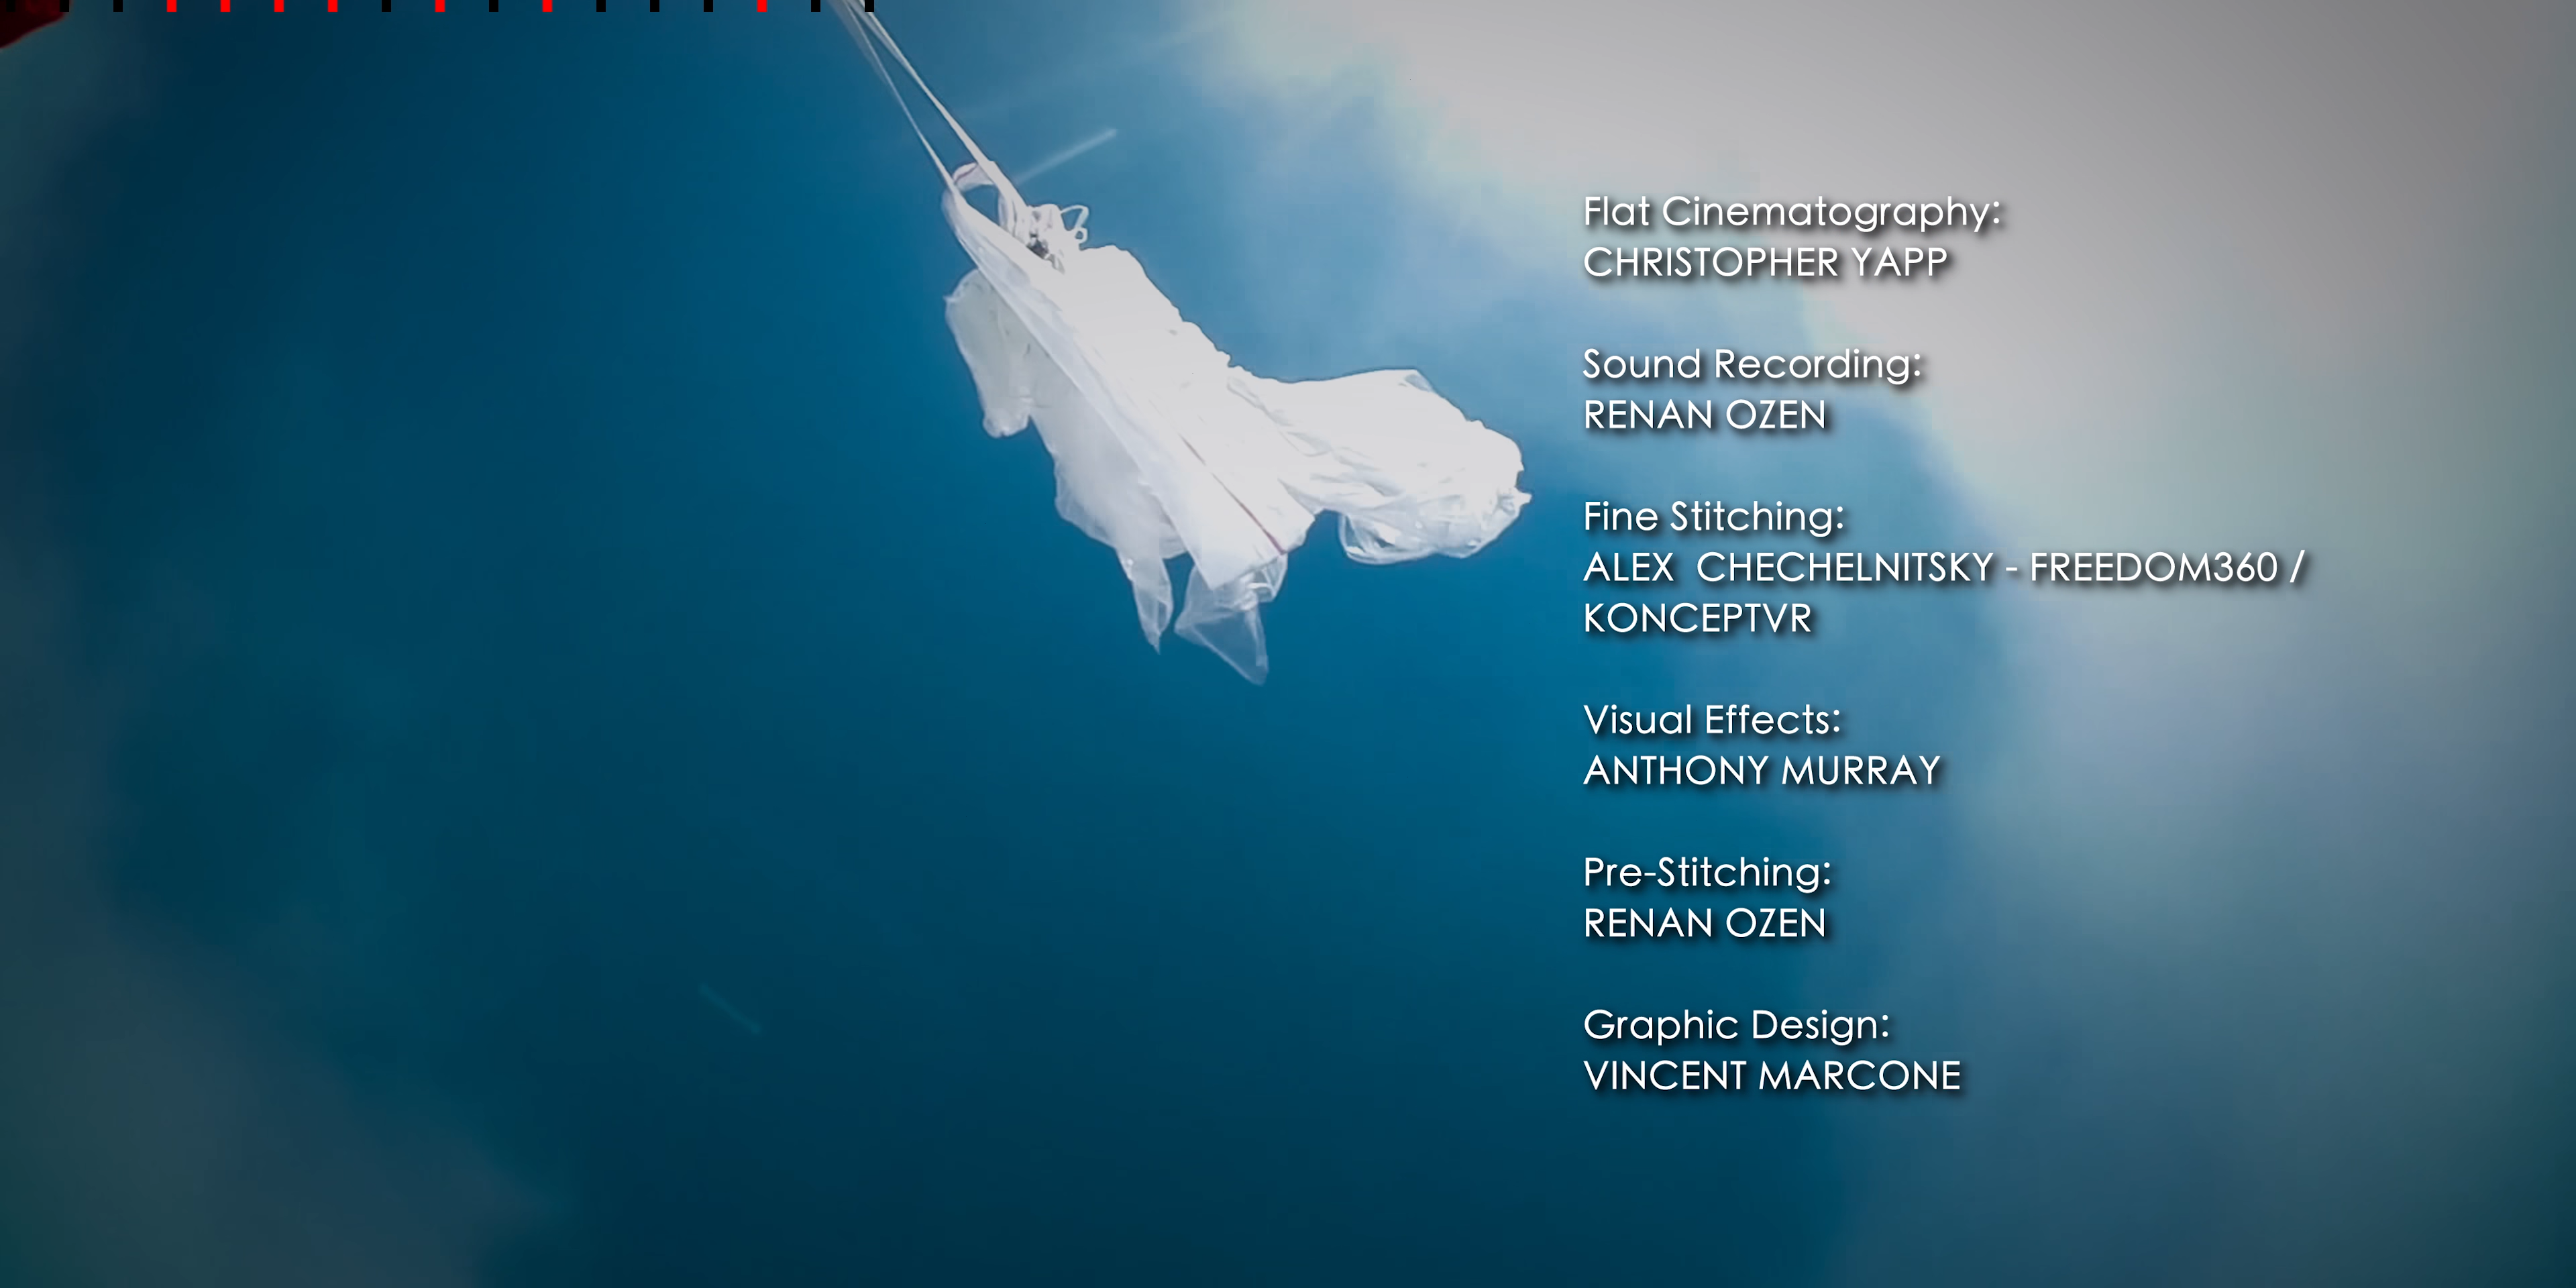 Flat Cinematography:
CHRISTOPHER YAPP
Sound Recording:
RENAN OZEN
Fine Stitching:
ALEX  CHECHELNITSKY - FREEDOM360 /
KONCEPTVR
Visual Effects:
ANTHONY MURRAY
Pre-Stitching:
RENAN OZEN
Graphic Design:
VINCENT MARCONE